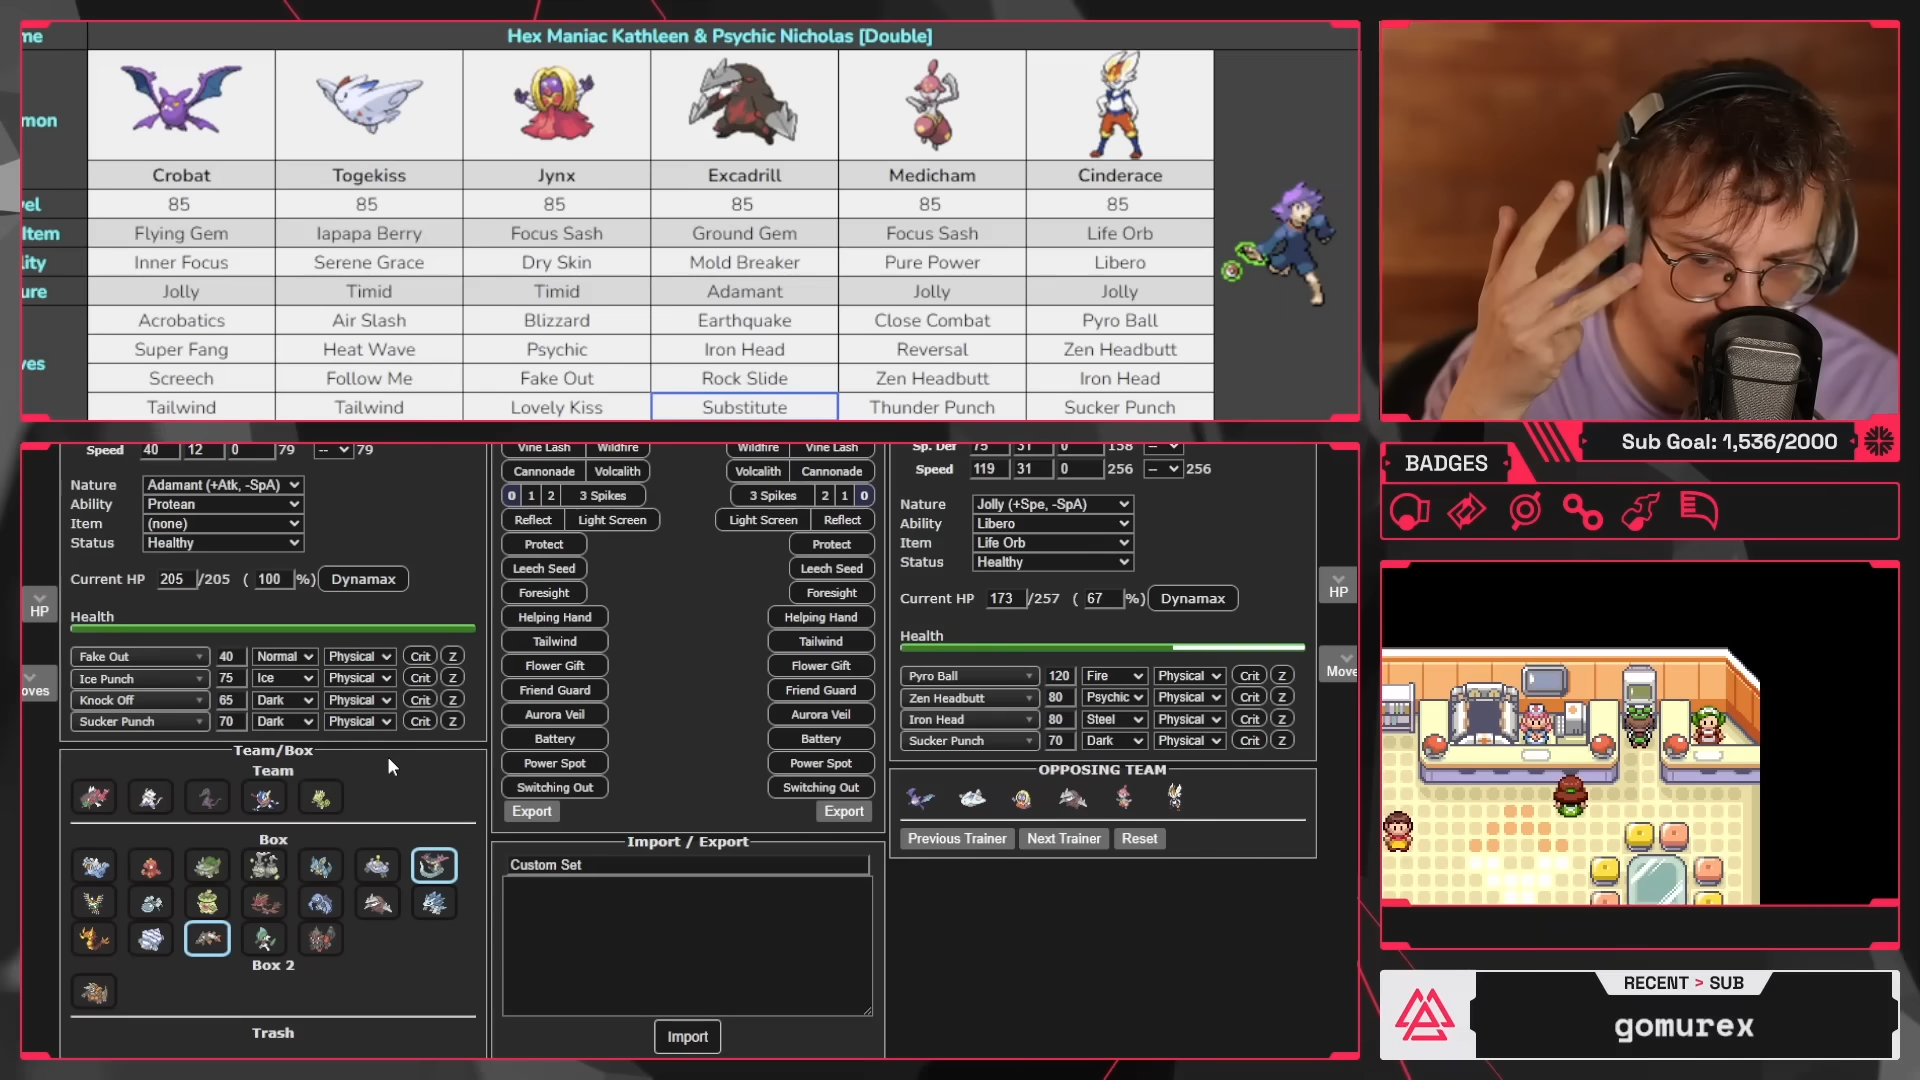 me
Hex Maniac Kathleen & Psychic Nicholas [Double]
mon
Crobat Togekiss Jynx Excadrill Medicham Cinderace
vel 85 85 85 85 85 85
Item Flying Gem Iapapa Berry Focus Sash Ground Gem Focus Sash Life Orb
lity Inner Focus Serene Grace Dry Skin Mold Breaker Pure Power Libero
ure Jolly Timid Timid Adamant Jolly Jolly
Acrobatics Air Slash Blizzard Earthquake Close Combat Pyro Ball
ves Super Fang Heat Wave Psychic Iron Head Reversal Zen Headbutt
Screech Follow Me Fake Out Rock Slide Zen Headbutt Iron Head
Tailwind Tailwind Lovely Kiss Substitute Thunder Punch Sucker Punch
Speed 40 12 0 79 -- 79
Nature Adamant (+Atk, -SpA)
Ability Protean
Item (none)
Status Healthy
Current HP 205 /205 ( 100 %) Dynamax
HP
Health
Fake Out 40 Normal Physical Crit Z
Ice Punch 75 Ice Physical Crit Z
oves
Knock Off 65 Dark Physical Crit Z
Sucker Punch 70 Dark Physical Crit Z
Team/Box
Team
Box
Box 2
Trash
Vine Lash Wildfire Wildfire Vine Lash
Cannonade Volcalith Volcalith Cannonade
0 1 2 3 Spikes 3 Spikes 2 1 0
Reflect Light Screen Light Screen Reflect
Protect Protect
Leech Seed Leech Seed
Foresight Foresight
Helping Hand Helping Hand
Tailwind Tailwind
Flower Gift Flower Gift
Friend Guard Friend Guard
Aurora Veil Aurora Veil
Battery Battery
Power Spot Power Spot
Switching Out Switching Out
Export Export
Import / Export
Custom Set
Import
Sp. Def 75 31 0 158 --
Speed 119 31 0 256 -- 256
Nature Jolly (+Spe, -SpA)
Ability Libero
Item Life Orb
Status Healthy
Current HP 173 /257 ( 67 %) Dynamax
HP
Health
Move
Pyro Ball 120 Fire Physical Crit Z
Zen Headbutt 80 Psychic Physical Crit Z
Iron Head 80 Steel Physical Crit Z
Sucker Punch 70 Dark Physical Crit Z
OPPOSING TEAM
Previous Trainer Next Trainer Reset
Sub Goal: 1,536/2000
BADGES
RECENT > SUB
gomurex